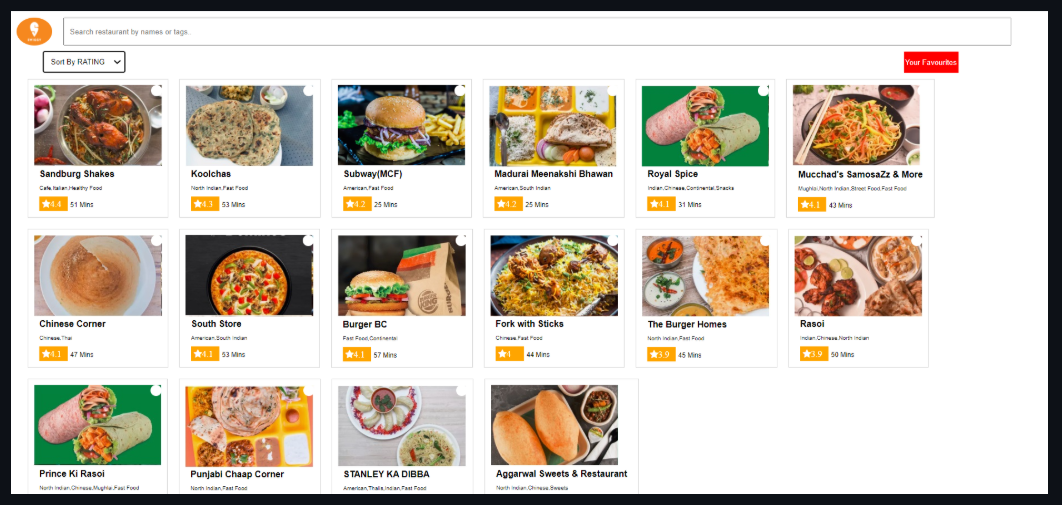 Search restaurant by names or tags..
Sort By RATING
Your Favourites
Sandburg Shakes
Cafe,Italian,Healthy Food
4.4 51 Mins
Koolchas
North Indian,Fast Food
4.3 53 Mins
Subway(MCF)
American,Fast Food
4.2 25 Mins
Madurai Meenakshi Bhawan
American,South Indian
4.2 25 Mins
Royal Spice
Indian,Chinese,Continental,Snacks
4.1 31 Mins
Mucchad's SamosaZz & More
Mughlai,North Indian,Street Food,Fast Food
4.1 43 Mins
Chinese Corner
Chinese,Thai
4.1 47 Mins
South Store
American,South Indian
4.1 53 Mins
Burger BC
Fast Food,Continental
4.1 57 Mins
Fork with Sticks
Chinese,Fast Food
4 44 Mins
The Burger Homes
North Indian,Fast Food
3.9 45 Mins
Rasoi
Indian,Chinese,North Indian
3.9 50 Mins
Prince Ki Rasoi
North Indian,Chinese,Mughlai,Fast Food
Punjabi Chaap Corner
North Indian,Fast Food
STANLEY KA DIBBA
American,Thalis,Indian,Fast Food
Aggarwal Sweets & Restaurant
North Indian,Chinese,Sweets